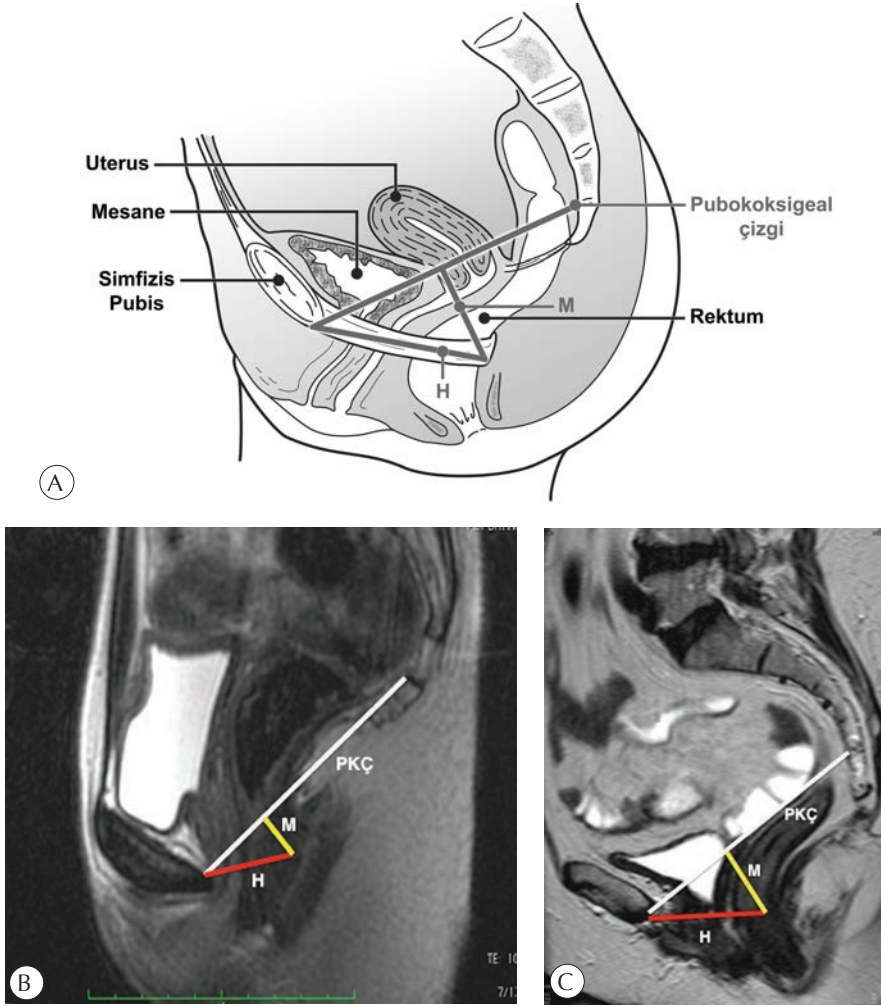 Uterus
Mesane
Simfizis
Pubis
Pubokoksigeal
çizgi
M
Rektum
H
A
PKÇ
M
H
TE: 10
7/17
B
PKÇ
M
H
C